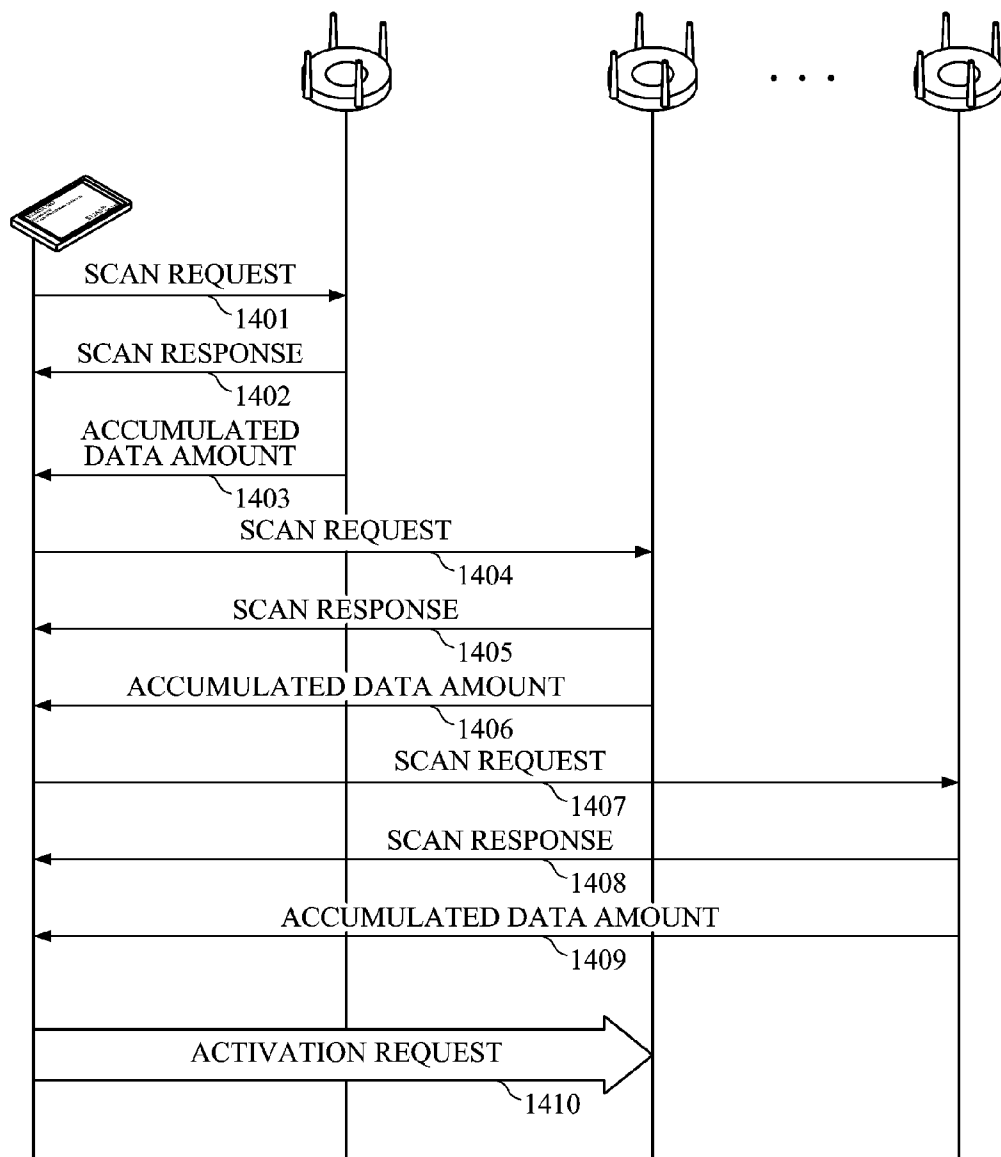 . . .
SCAN REQUEST
1401
SCAN RESPONSE
1402
ACCUMULATED
DATA AMOUNT
1403
SCAN REQUEST
1404
SCAN RESPONSE
1405
ACCUMULATED DATA AMOUNT
1406
SCAN REQUEST
1407
SCAN RESPONSE
1408
ACCUMULATED DATA AMOUNT
1409
ACTIVATION REQUEST
1410